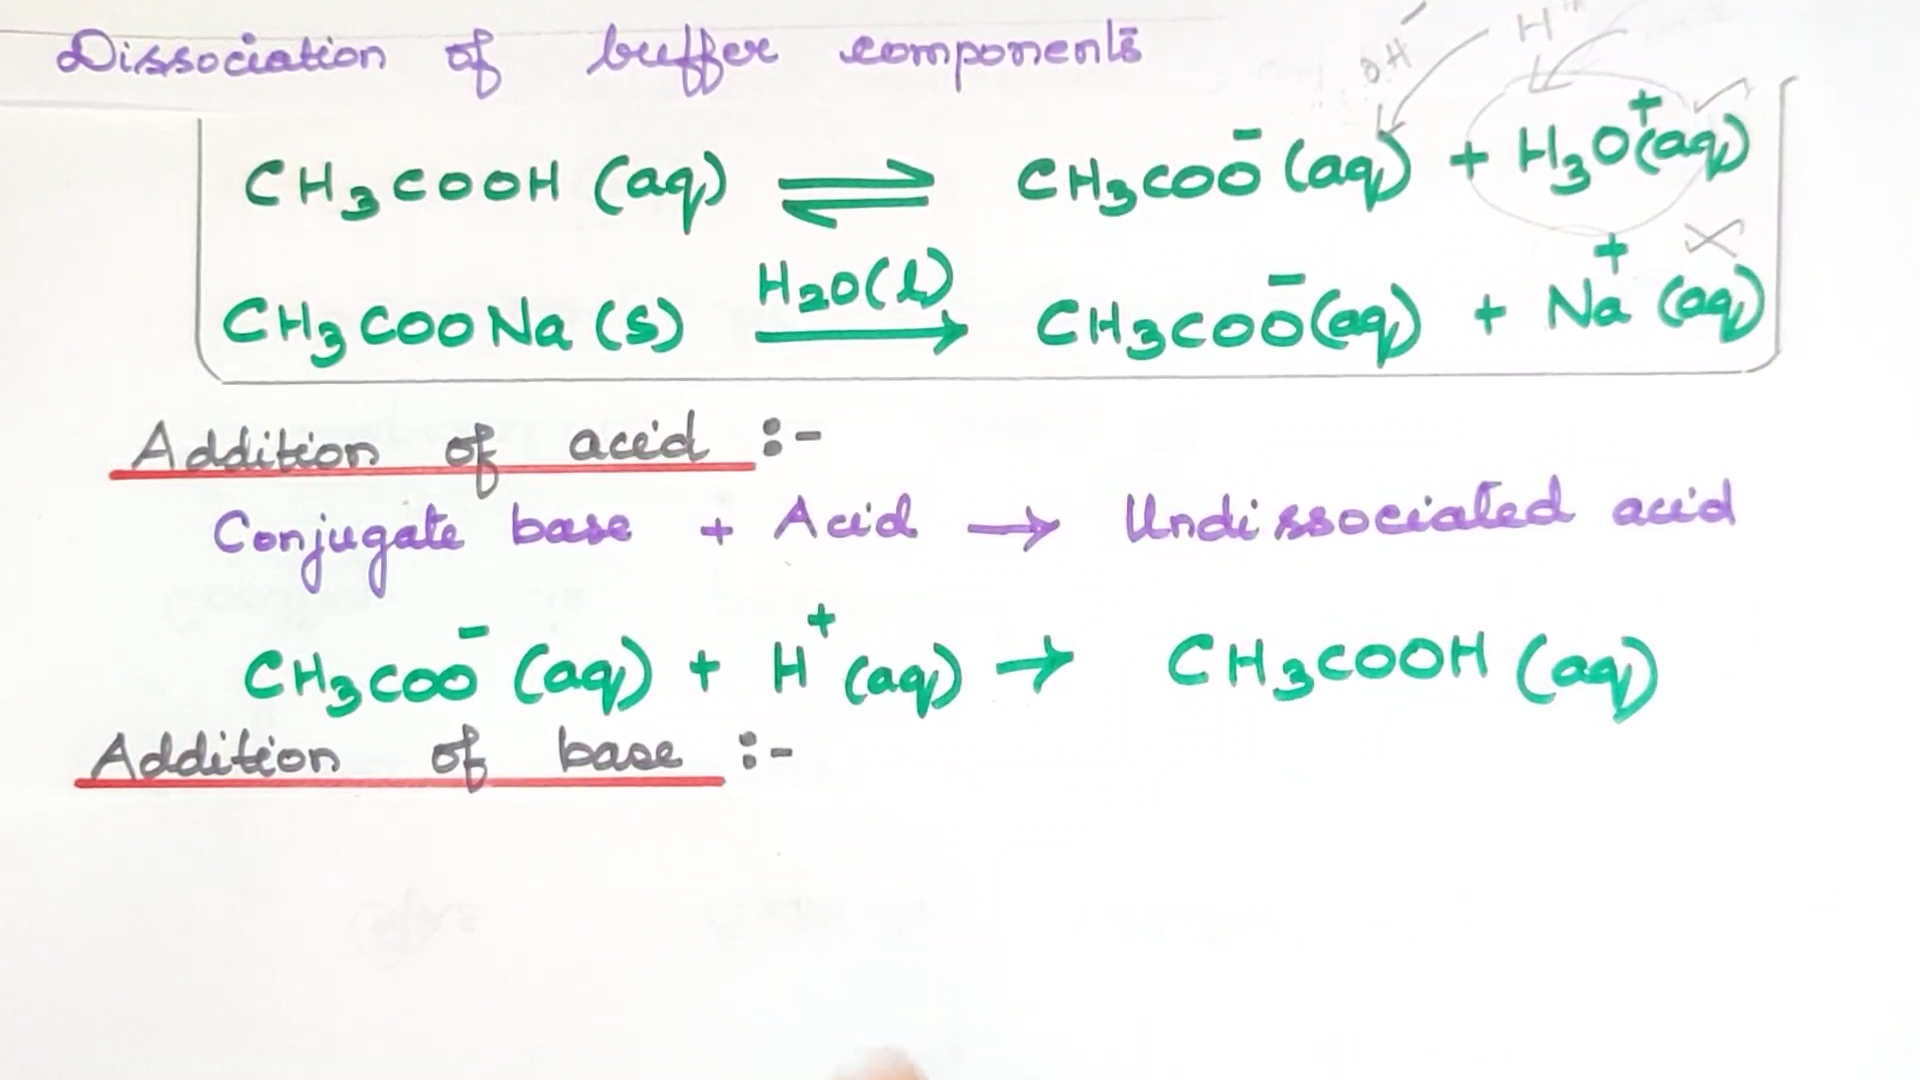 Dissociation of buffer components
OH⁻ H⁺
CH₃COOH (aq) ⇌ CH₃COO⁻ (aq) + H₃O⁺ (aq) ✓
CH₃COONa (s) —H₂O(l)→ CH₃COO⁻ (aq) + Na⁺ (aq) ×
Addition of acid :-
Conjugate base + Acid → Undissociated acid
CH₃COO⁻ (aq) + H⁺ (aq) → CH₃COOH (aq)
Addition of base :-